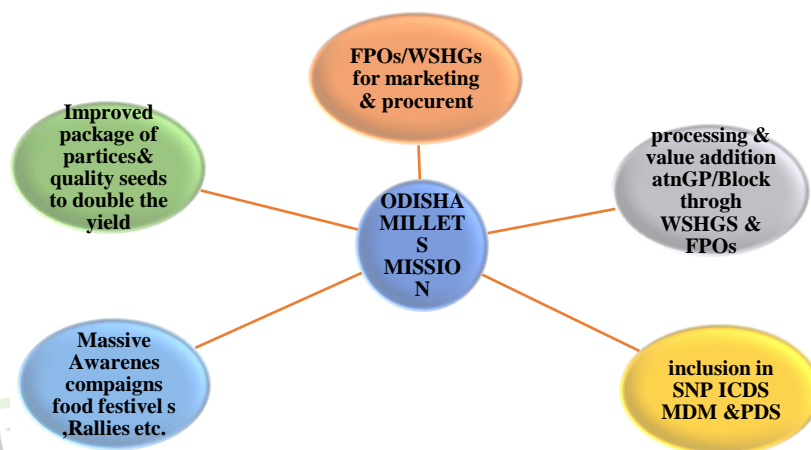 FPOs/WSHGs
for marketing
& procurent
Improved
package of
partices&
quality seeds
to double the
yield
processing &
value addition
atnGP/Block
throgh
WSHGS &
FPOs
ODISHA
MILLET
S
MISSIO
N
Massive
Awarenes
compaigns
food festivel s
,Rallies etc.
inclusion in
SNP ICDS
MDM &PDS